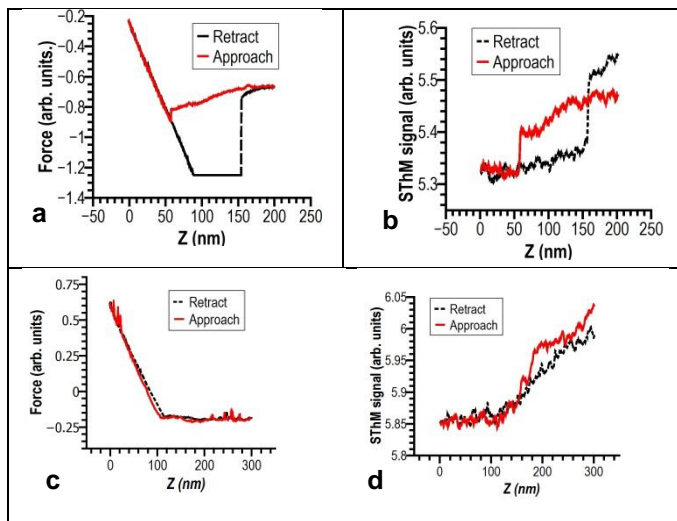 −0.2
−0.4
−0.6
−0.8
−1.0
−1.2
−1.4
Force (arb. units.)
Retract
Approach
−50 0 50 100 150 200 250
Z (nm)
a
5.6
5.5
5.4
5.3
SThM signal (arb. units)
Retract
Approach
−50 0 50 100 150 200 250
Z (nm)
b
0.75
0.5
0.25
0
−0.25
Force (arb. units)
Retract
Approach
0 100 200 300
Z (nm)
c
6.05
6
5.95
5.9
5.85
5.8
SThM signal (arb. units)
Retract
Approach
0 100 200 300
Z (nm)
d